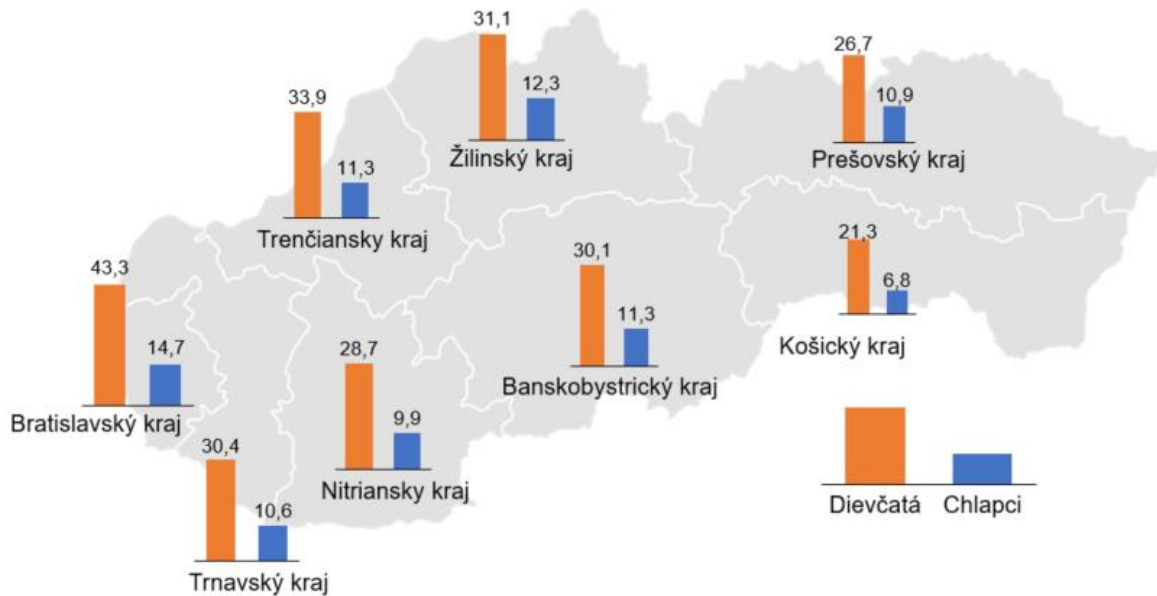 31,1
12,3
Žilinský kraj
26,7
10,9
Prešovský kraj
33,9
11,3
Trenčiansky kraj
21,3
6,8
Košický kraj
43,3
14,7
Bratislavský kraj
30,1
11,3
Banskobystrický kraj
28,7
9,9
Nitriansky kraj
30,4
10,6
Trnavský kraj
Dievčatá Chlapci